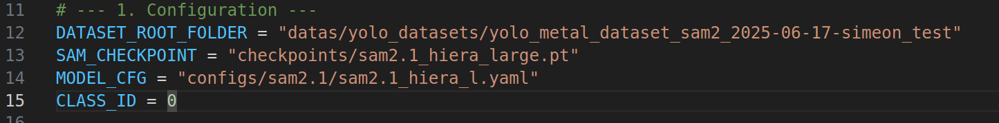 11 # --- 1. Configuration ---
12 DATASET_ROOT_FOLDER = "datas/yolo_datasets/yolo_metal_dataset_sam2_2025-06-17-simeon_test"
13 SAM_CHECKPOINT = "checkpoints/sam2.1_hiera_large.pt"
14 MODEL_CFG = "configs/sam2.1/sam2.1_hiera_l.yaml"
15 CLASS_ID = 0
16